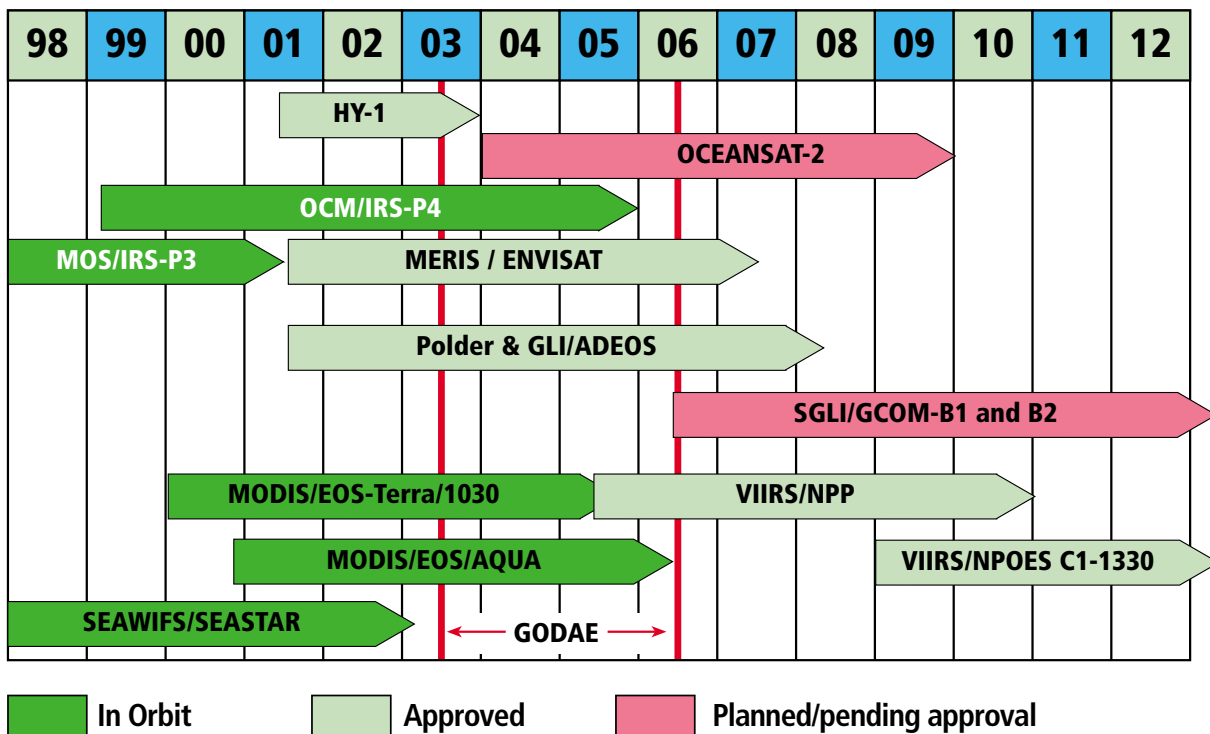 98 99 00 01 02 03 04 05 06 07 08 09 10 11 12
HY-1
OCEANSAT-2
OCM/IRS-P4
MOS/IRS-P3 MERIS / ENVISAT
Polder & GLI/ADEOS
SGLI/GCOM-B1 and B2
MODIS/EOS-Terra/1030 VIIRS/NPP
MODIS/EOS/AQUA VIIRS/NPOES C1-1330
SEAWIFS/SEASTAR GODAE
In Orbit Approved Planned/pending approval